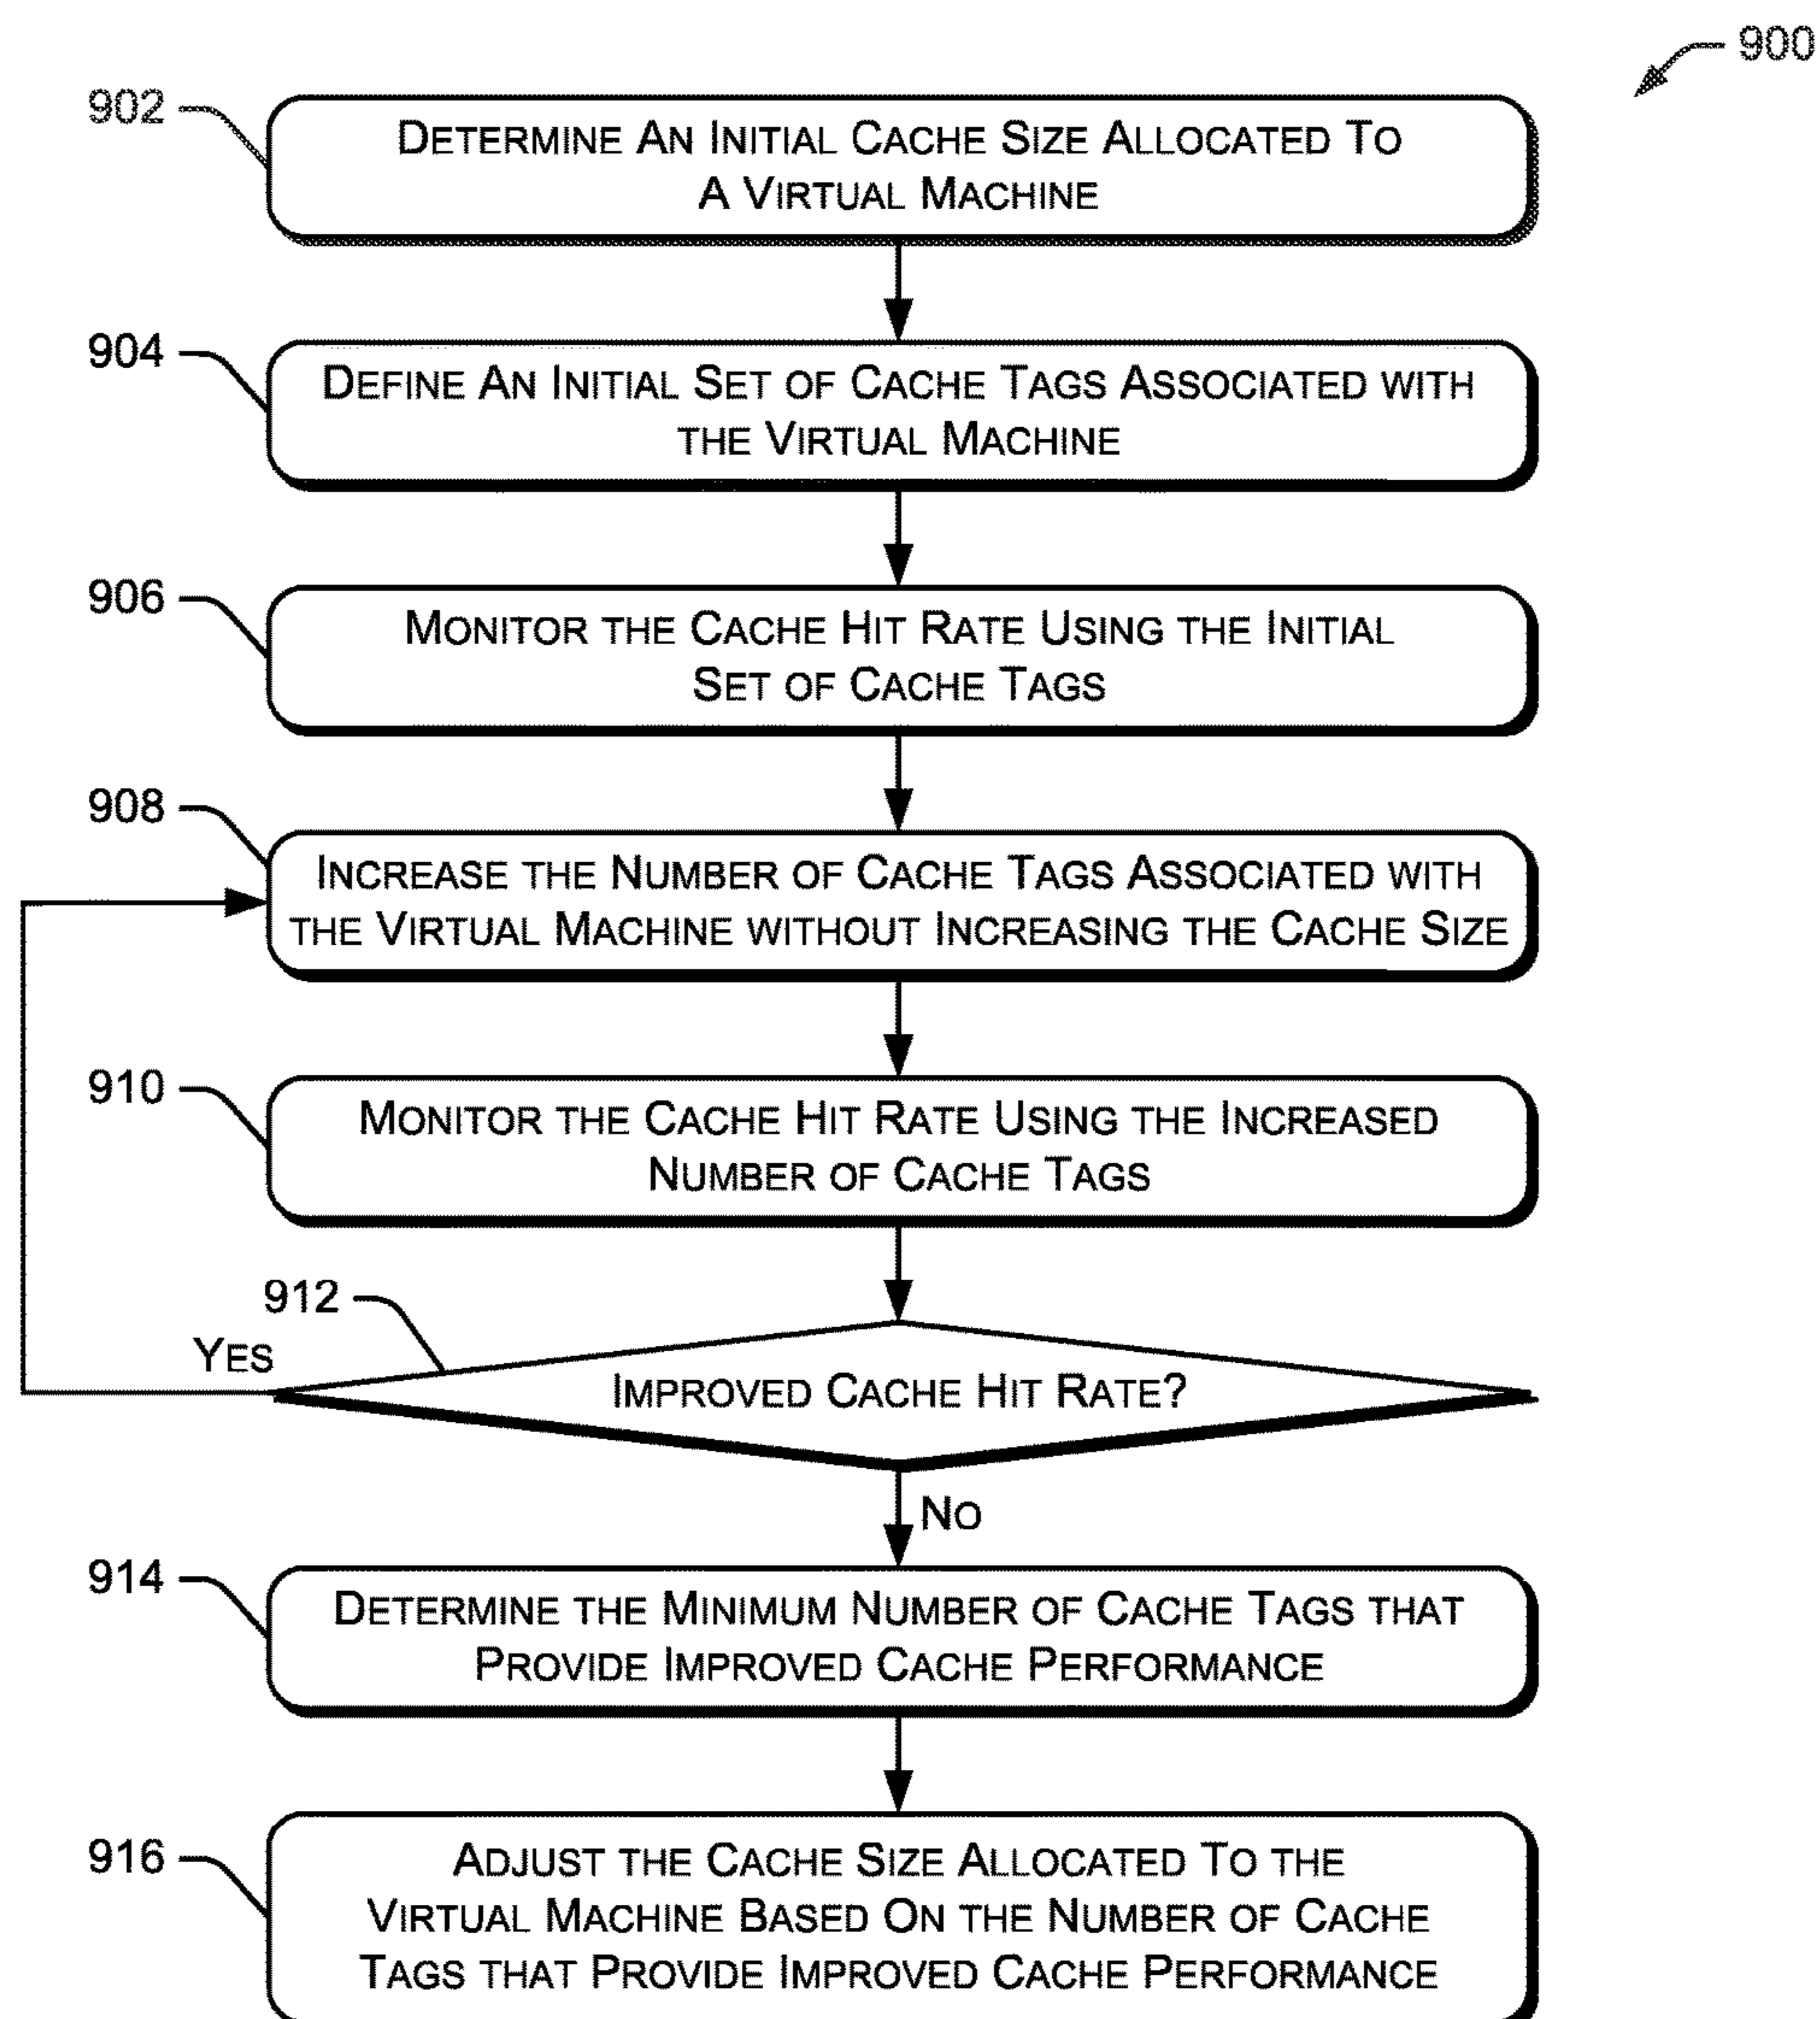 900
902
DETERMINE AN INITIAL CACHE SIZE ALLOCATED TO
A VIRTUAL MACHINE
904
DEFINE AN INITIAL SET OF CACHE TAGS ASSOCIATED WITH
THE VIRTUAL MACHINE
906
MONITOR THE CACHE HIT RATE USING THE INITIAL
SET OF CACHE TAGS
908
INCREASE THE NUMBER OF CACHE TAGS ASSOCIATED WITH
THE VIRTUAL MACHINE WITHOUT INCREASING THE CACHE SIZE
910
MONITOR THE CACHE HIT RATE USING THE INCREASED
NUMBER OF CACHE TAGS
912
YES
IMPROVED CACHE HIT RATE?
NO
914
DETERMINE THE MINIMUM NUMBER OF CACHE TAGS THAT
PROVIDE IMPROVED CACHE PERFORMANCE
916
ADJUST THE CACHE SIZE ALLOCATED TO THE
VIRTUAL MACHINE BASED ON THE NUMBER OF CACHE
TAGS THAT PROVIDE IMPROVED CACHE PERFORMANCE